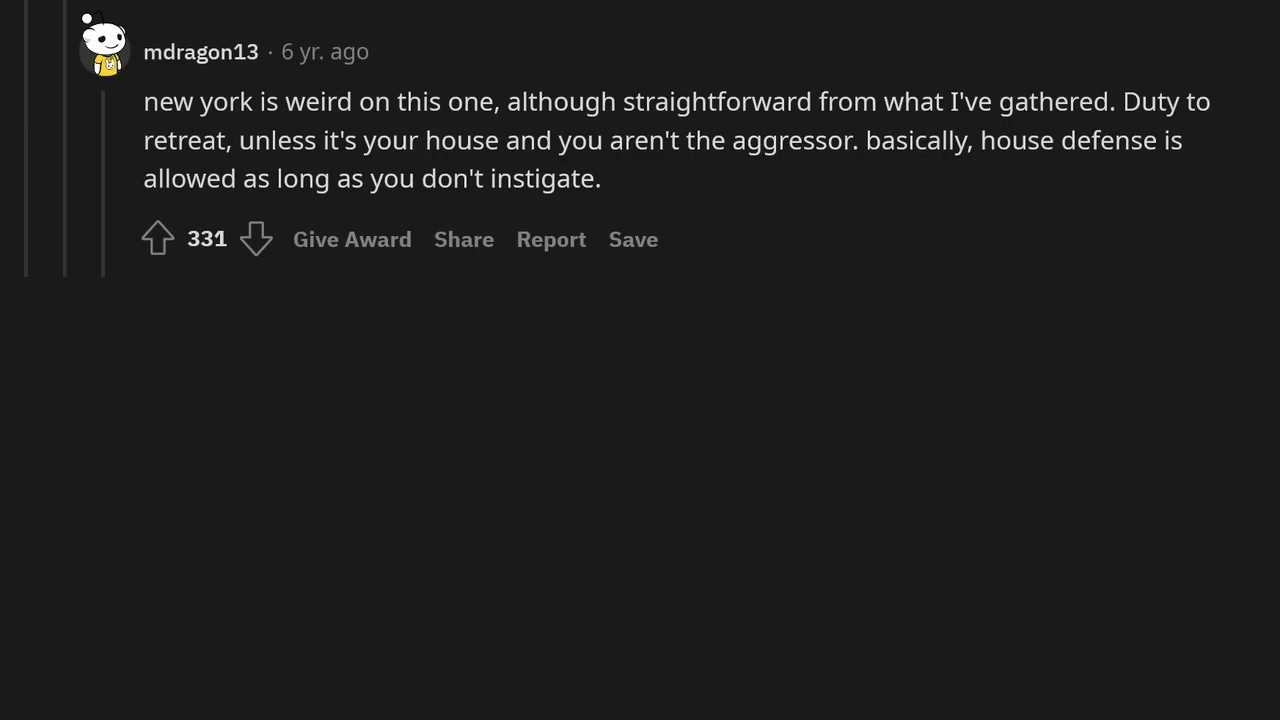 mdragon13 · 6 yr. ago
new york is weird on this one, although straightforward from what I've gathered. Duty to
retreat, unless it's your house and you aren't the aggressor. basically, house defense is
allowed as long as you don't instigate.
331 Give Award Share Report Save